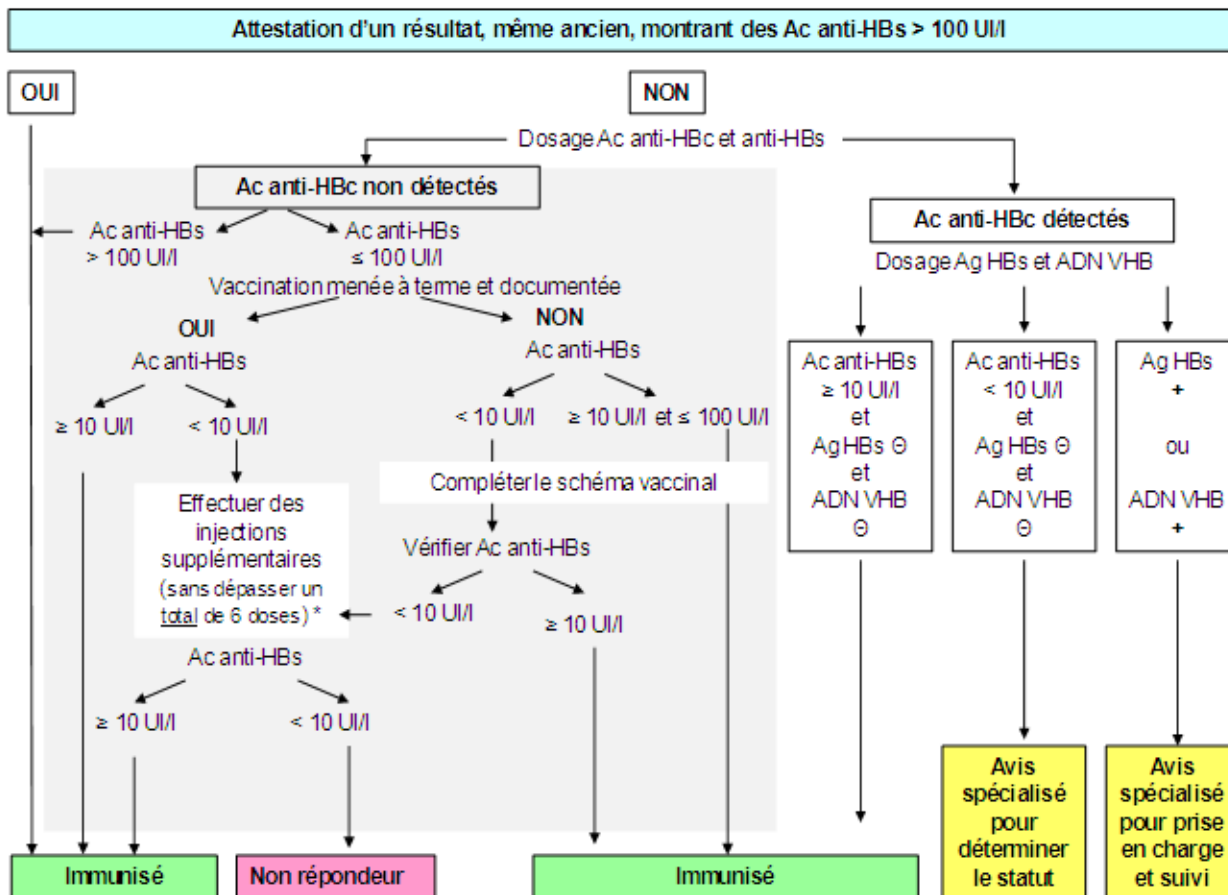 Attestation d'un résultat, même ancien, montrant des Ac anti-HBs > 100 UI/l
OUI
NON
Dosage Ac anti-HBc et anti-HBs
Ac anti-HBc non détectés
Ac anti-HBs
> 100 UI/l
Ac anti-HBs
≤ 100 UI/l
Vaccination menée à terme et documentée
OUI
Ac anti-HBs
≥ 10 UI/l
< 10 UI/l
NON
Ac anti-HBs
< 10 UI/l
≥ 10 UI/l et ≤ 100 UI/l
Effectuer des
injections
supplémentaires
(sans dépasser un
total de 6 doses) *
Compléter le schéma vaccinal
Vérifier Ac anti-HBs
< 10 UI/l
≥ 10 UI/l
Ac anti-HBs
≥ 10 UI/l
< 10 UI/l
Ac anti-HBc détectés
Dosage Ag HBs et ADN VHB
Ac anti-HBs
≥ 10 UI/l
et
Ag HBs Θ
et
ADN VHB
Θ
Ac anti-HBs
< 10 UI/l
et
Ag HBs Θ
et
ADN VHB
Θ
Ag HBs
+
ou
ADN VHB
+
Immunisé
Non répondeur
Immunisé
Avis
spécialisé
pour
déterminer
le statut
Avis
spécialisé
pour prise
en charge
et suivi